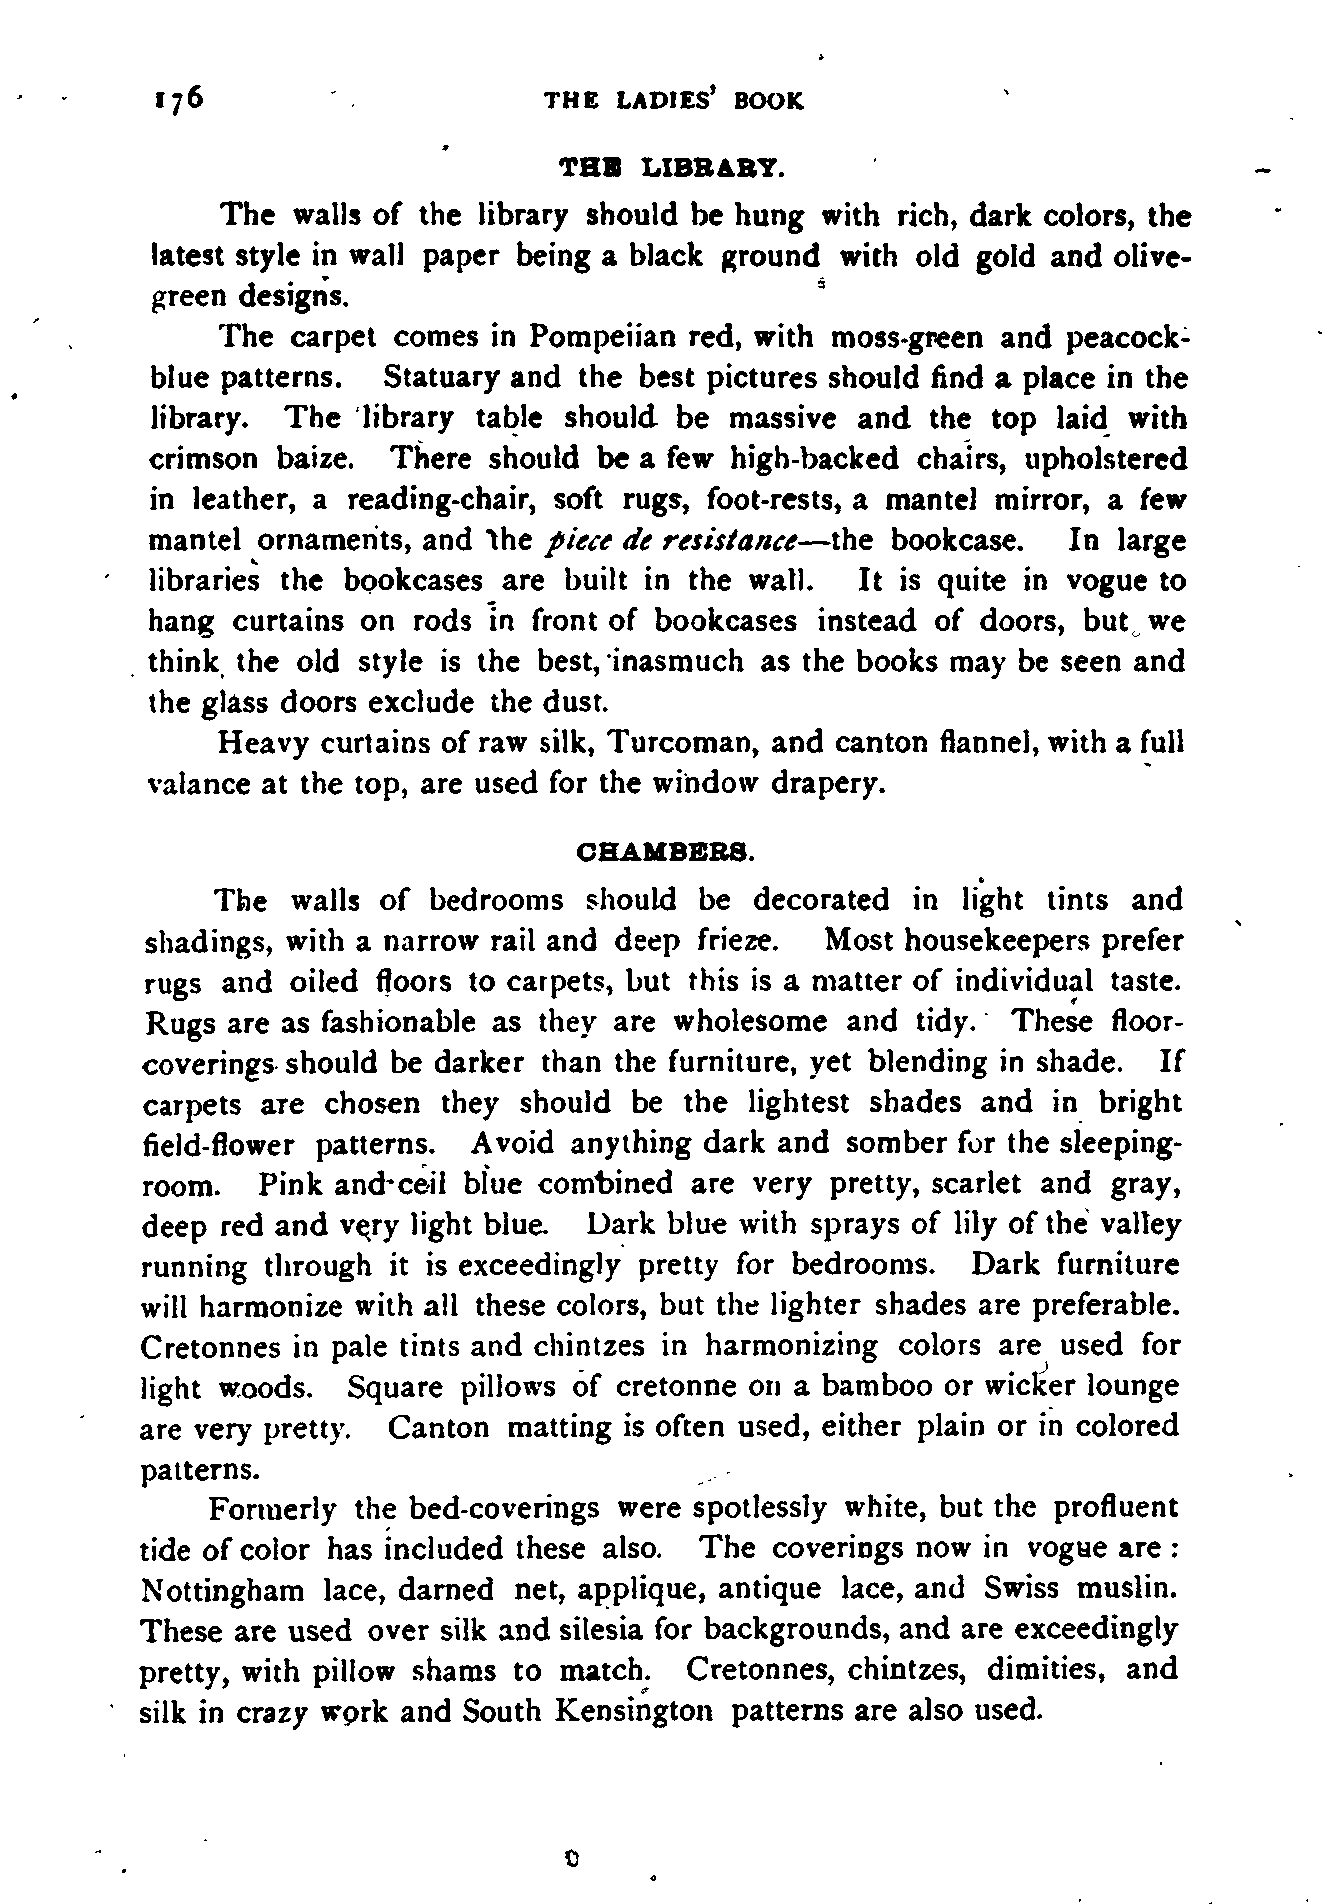 176 THE LADIES' BOOK
THE LIBRARY.
The walls of the library should be hung with rich, dark colors, the
latest style in wall paper being a black ground with old gold and olive-
green designs.
The carpet comes in Pompeiian red, with moss-green and peacock-
blue patterns. Statuary and the best pictures should find a place in the
library. The library table should be massive and the top laid with
crimson baize. There should be a few high-backed chairs, upholstered
in leather, a reading-chair, soft rugs, foot-rests, a mantel mirror, a few
mantel ornaments, and the piece de resistance—the bookcase. In large
libraries the bookcases are built in the wall. It is quite in vogue to
hang curtains on rods in front of bookcases instead of doors, but we
think the old style is the best, inasmuch as the books may be seen and
the glass doors exclude the dust.
Heavy curtains of raw silk, Turcoman, and canton flannel, with a full
valance at the top, are used for the window drapery.
CHAMBERS.
The walls of bedrooms should be decorated in light tints and
shadings, with a narrow rail and deep frieze. Most housekeepers prefer
rugs and oiled floors to carpets, but this is a matter of individual taste.
Rugs are as fashionable as they are wholesome and tidy. These floor-
coverings should be darker than the furniture, yet blending in shade. If
carpets are chosen they should be the lightest shades and in bright
field-flower patterns. Avoid anything dark and somber for the sleeping-
room. Pink and ceil blue combined are very pretty, scarlet and gray,
deep red and very light blue. Dark blue with sprays of lily of the valley
running through it is exceedingly pretty for bedrooms. Dark furniture
will harmonize with all these colors, but the lighter shades are preferable.
Cretonnes in pale tints and chintzes in harmonizing colors are used for
light woods. Square pillows of cretonne on a bamboo or wicker lounge
are very pretty. Canton matting is often used, either plain or in colored
patterns.
Formerly the bed-coverings were spotlessly white, but the profluent
tide of color has included these also. The coverings now in vogue are :
Nottingham lace, darned net, applique, antique lace, and Swiss muslin.
These are used over silk and silesia for backgrounds, and are exceedingly
pretty, with pillow shams to match. Cretonnes, chintzes, dimities, and
silk in crazy work and South Kensington patterns are also used.